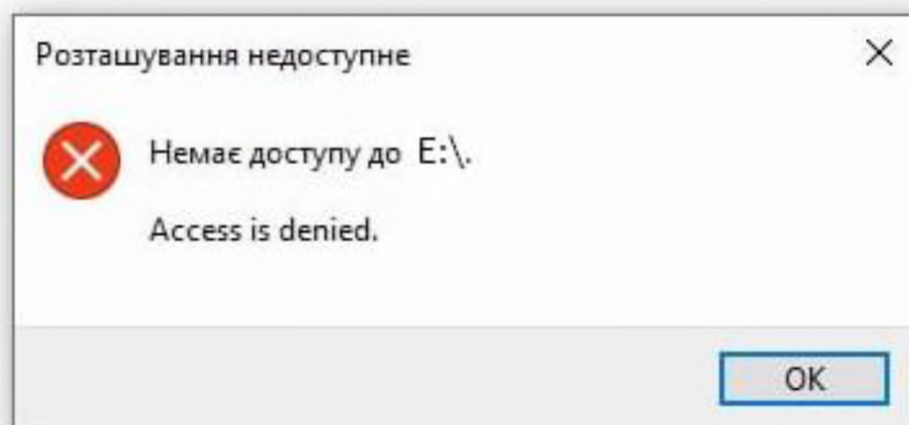 Розташування недоступне
Немає доступу до E:\.
Access is denied.
OK